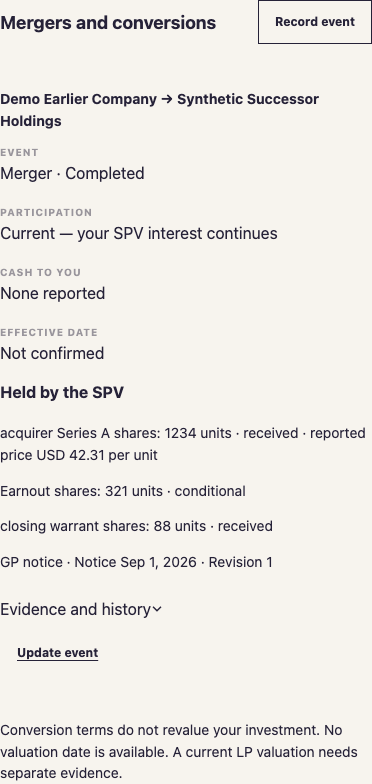 Mergers and conversions
Record event
Demo Earlier Company → Synthetic Successor
Holdings
EVENT
Merger · Completed
PARTICIPATION
Current — your SPV interest continues
CASH TO YOU
None reported
EFFECTIVE DATE
Not confirmed
Held by the SPV
acquirer Series A shares: 1234 units · received · reported
price USD 42.31 per unit
Earnout shares: 321 units · conditional
closing warrant shares: 88 units · received
GP notice · Notice Sep 1, 2026 · Revision 1
Evidence and history
Update event
Conversion terms do not revalue your investment. No
valuation date is available. A current LP valuation needs
separate evidence.